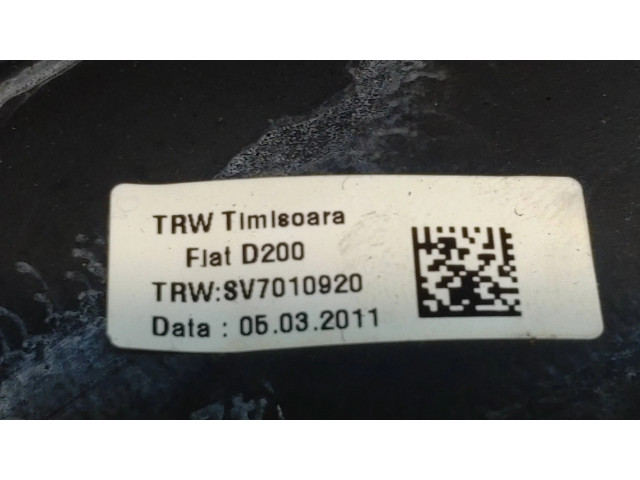 TRW Timisoara
Fiat D200
TRW:SV7010920
Data : 05.03.2011